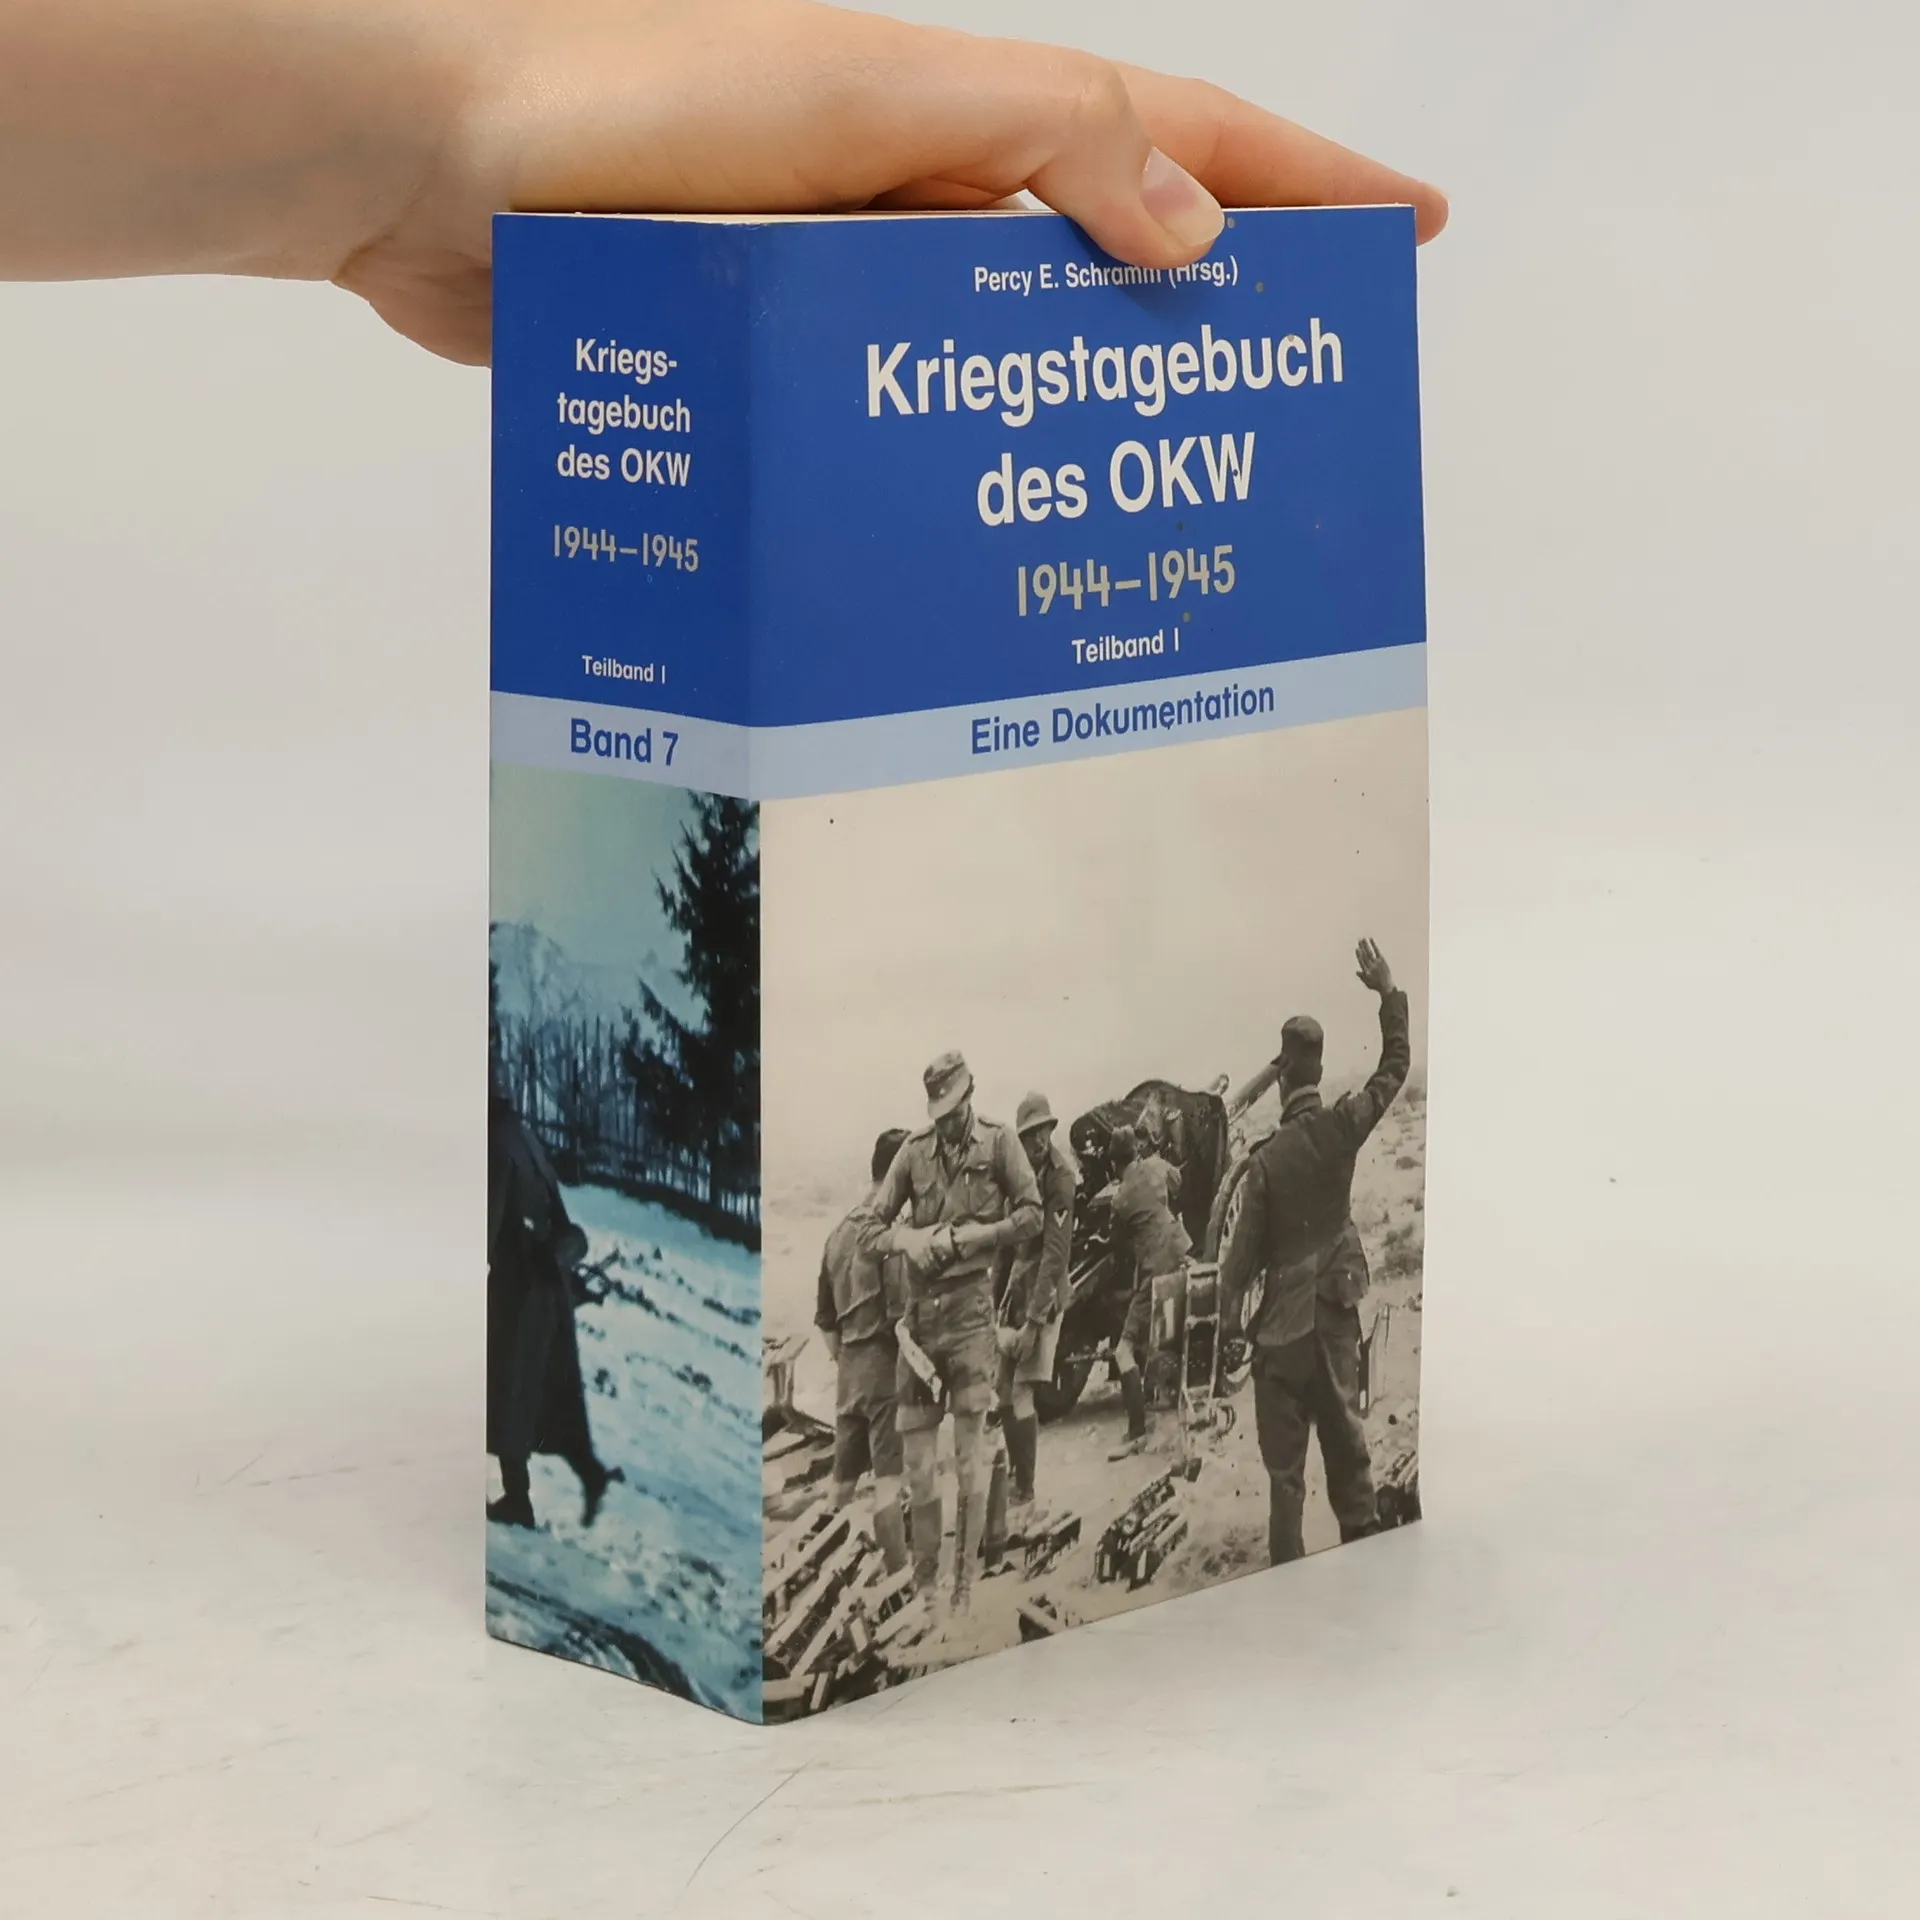 Kriegs-
tagebuch
des OKW
1944–1945
Teilband I
Band 7
Percy E. Schramm (Hrsg.)
Kriegstagebuch
des OKW
1944–1945
Teilband I
Eine Dokumentation